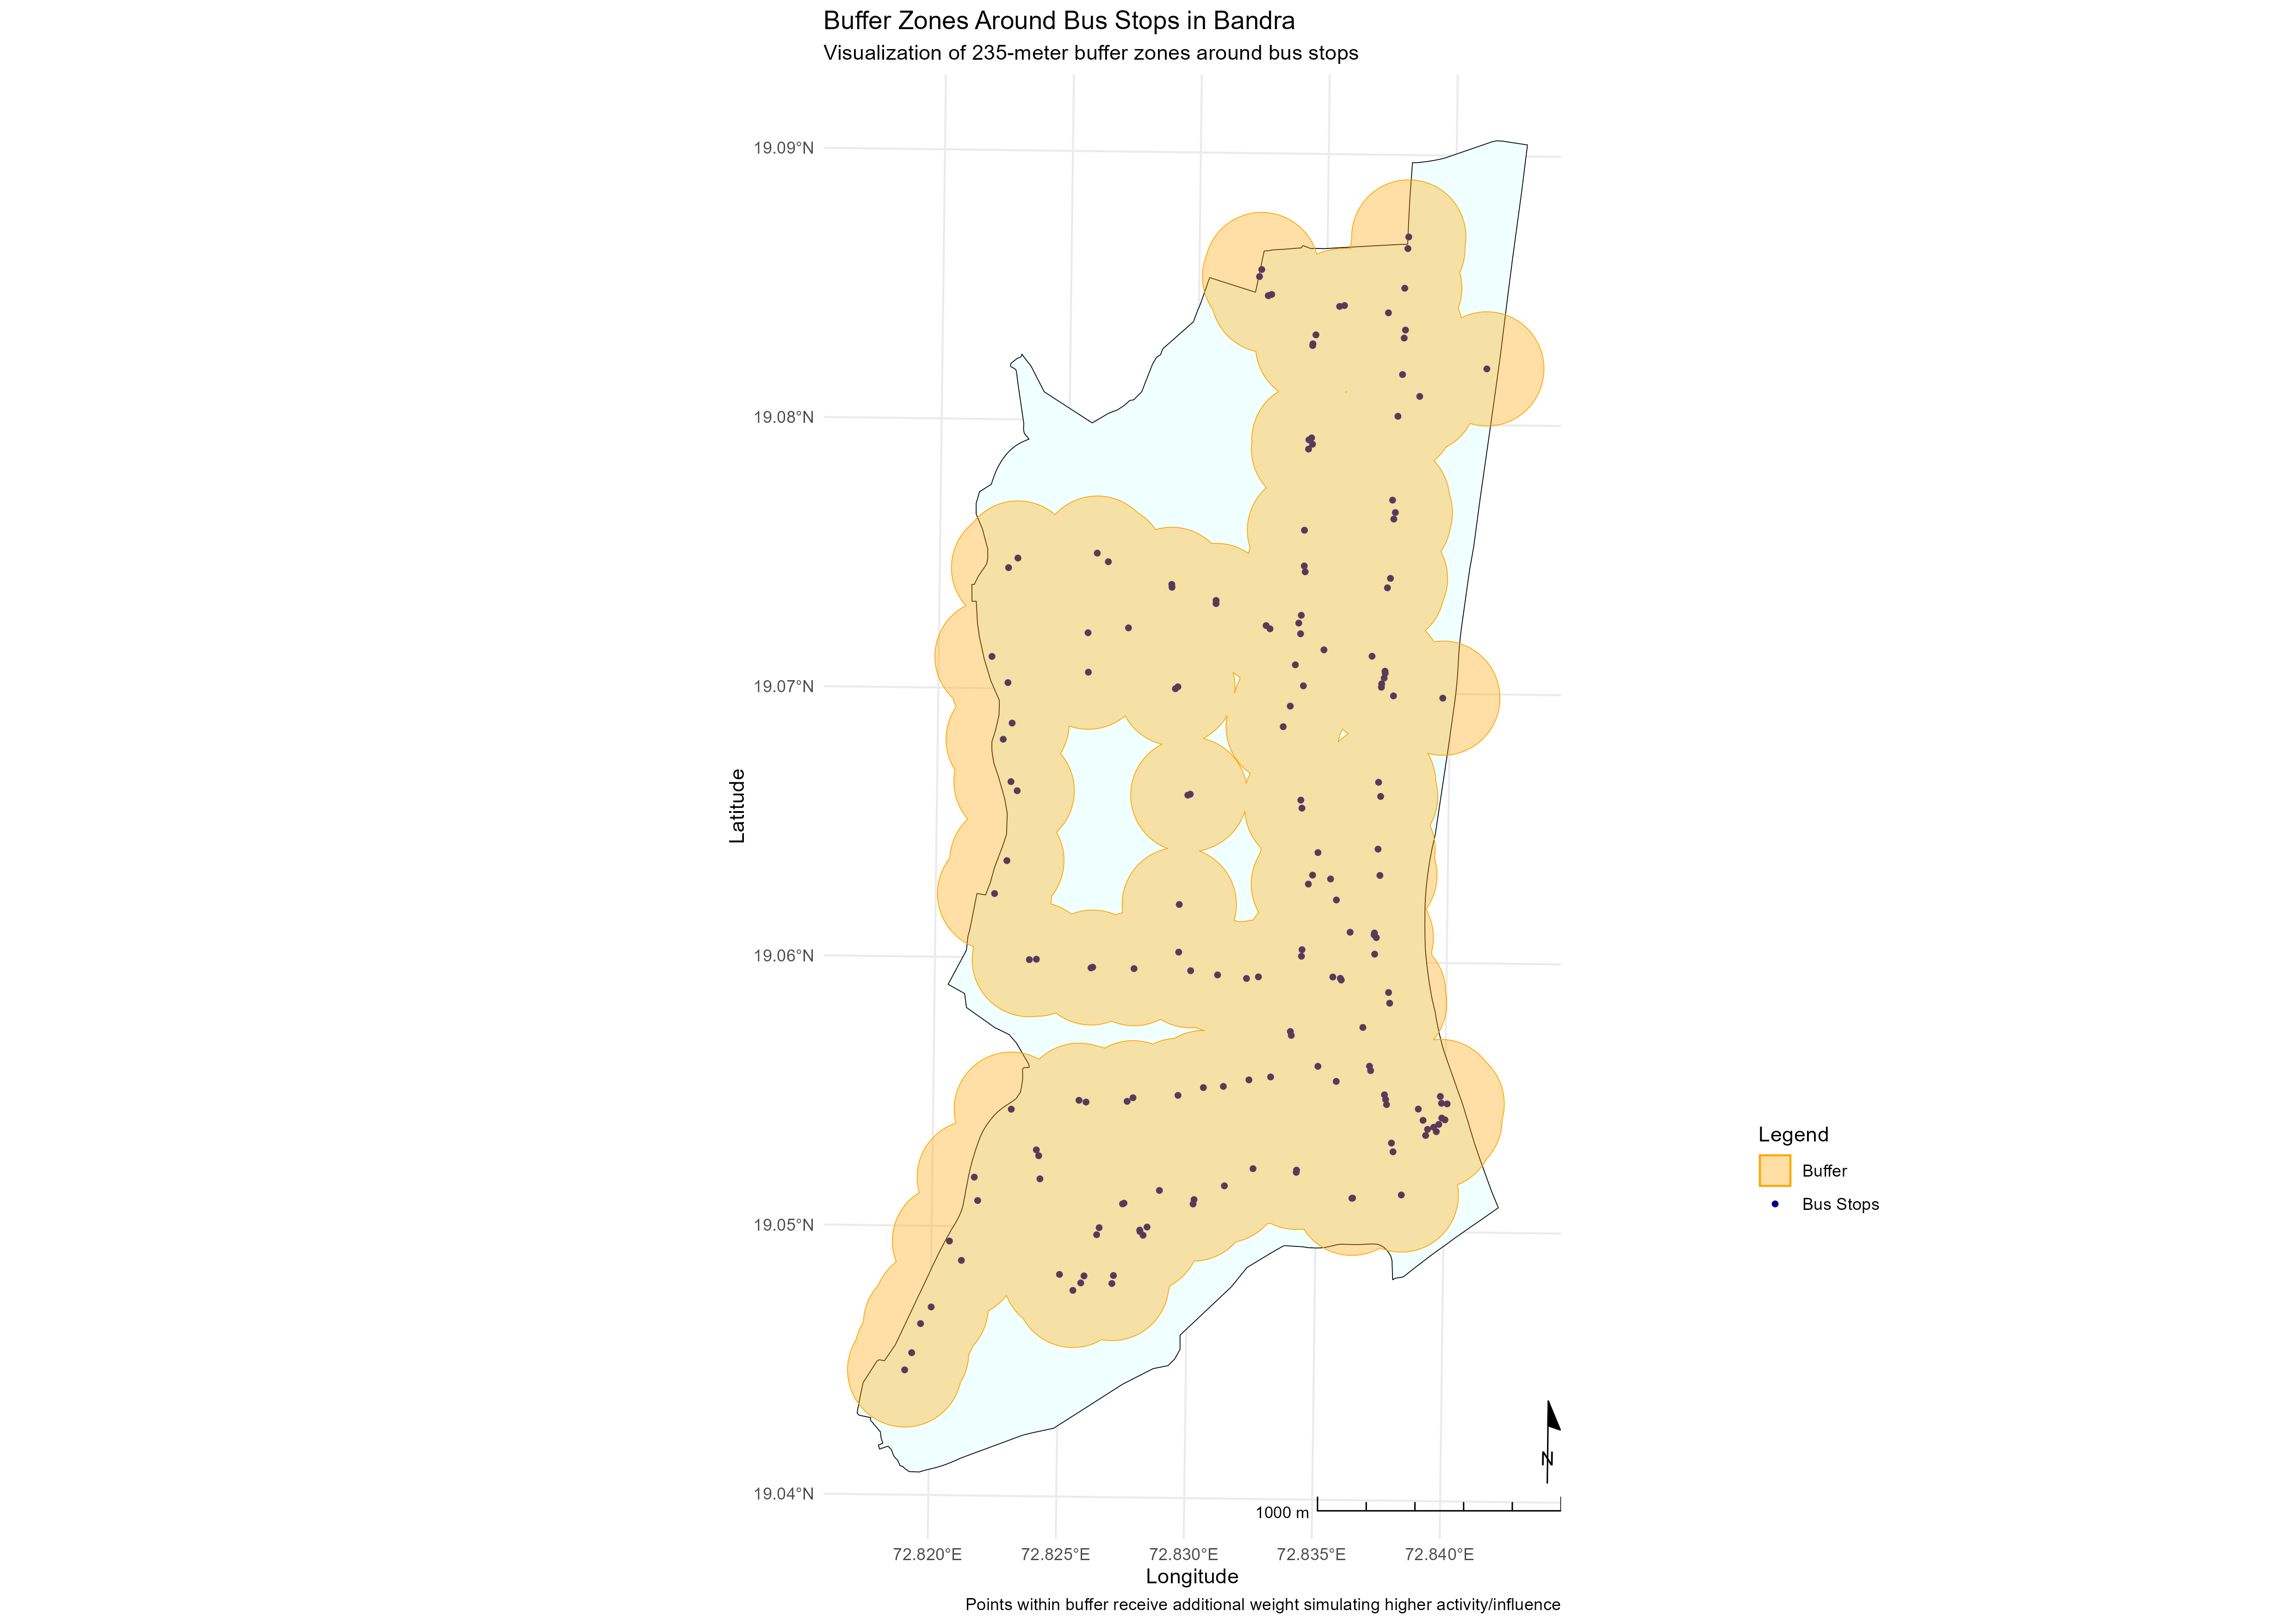 Buffer Zones Around Bus Stops in Bandra
Visualization of 235-meter buffer zones around bus stops
19.09°N
19.08°N
19.07°N
19.06°N
19.05°N
19.04°N
Latitude
Legend
Buffer
Bus Stops
N
1000 m
72.820°E 72.825°E 72.830°E 72.835°E 72.840°E
Longitude
Points within buffer receive additional weight simulating higher activity/influence